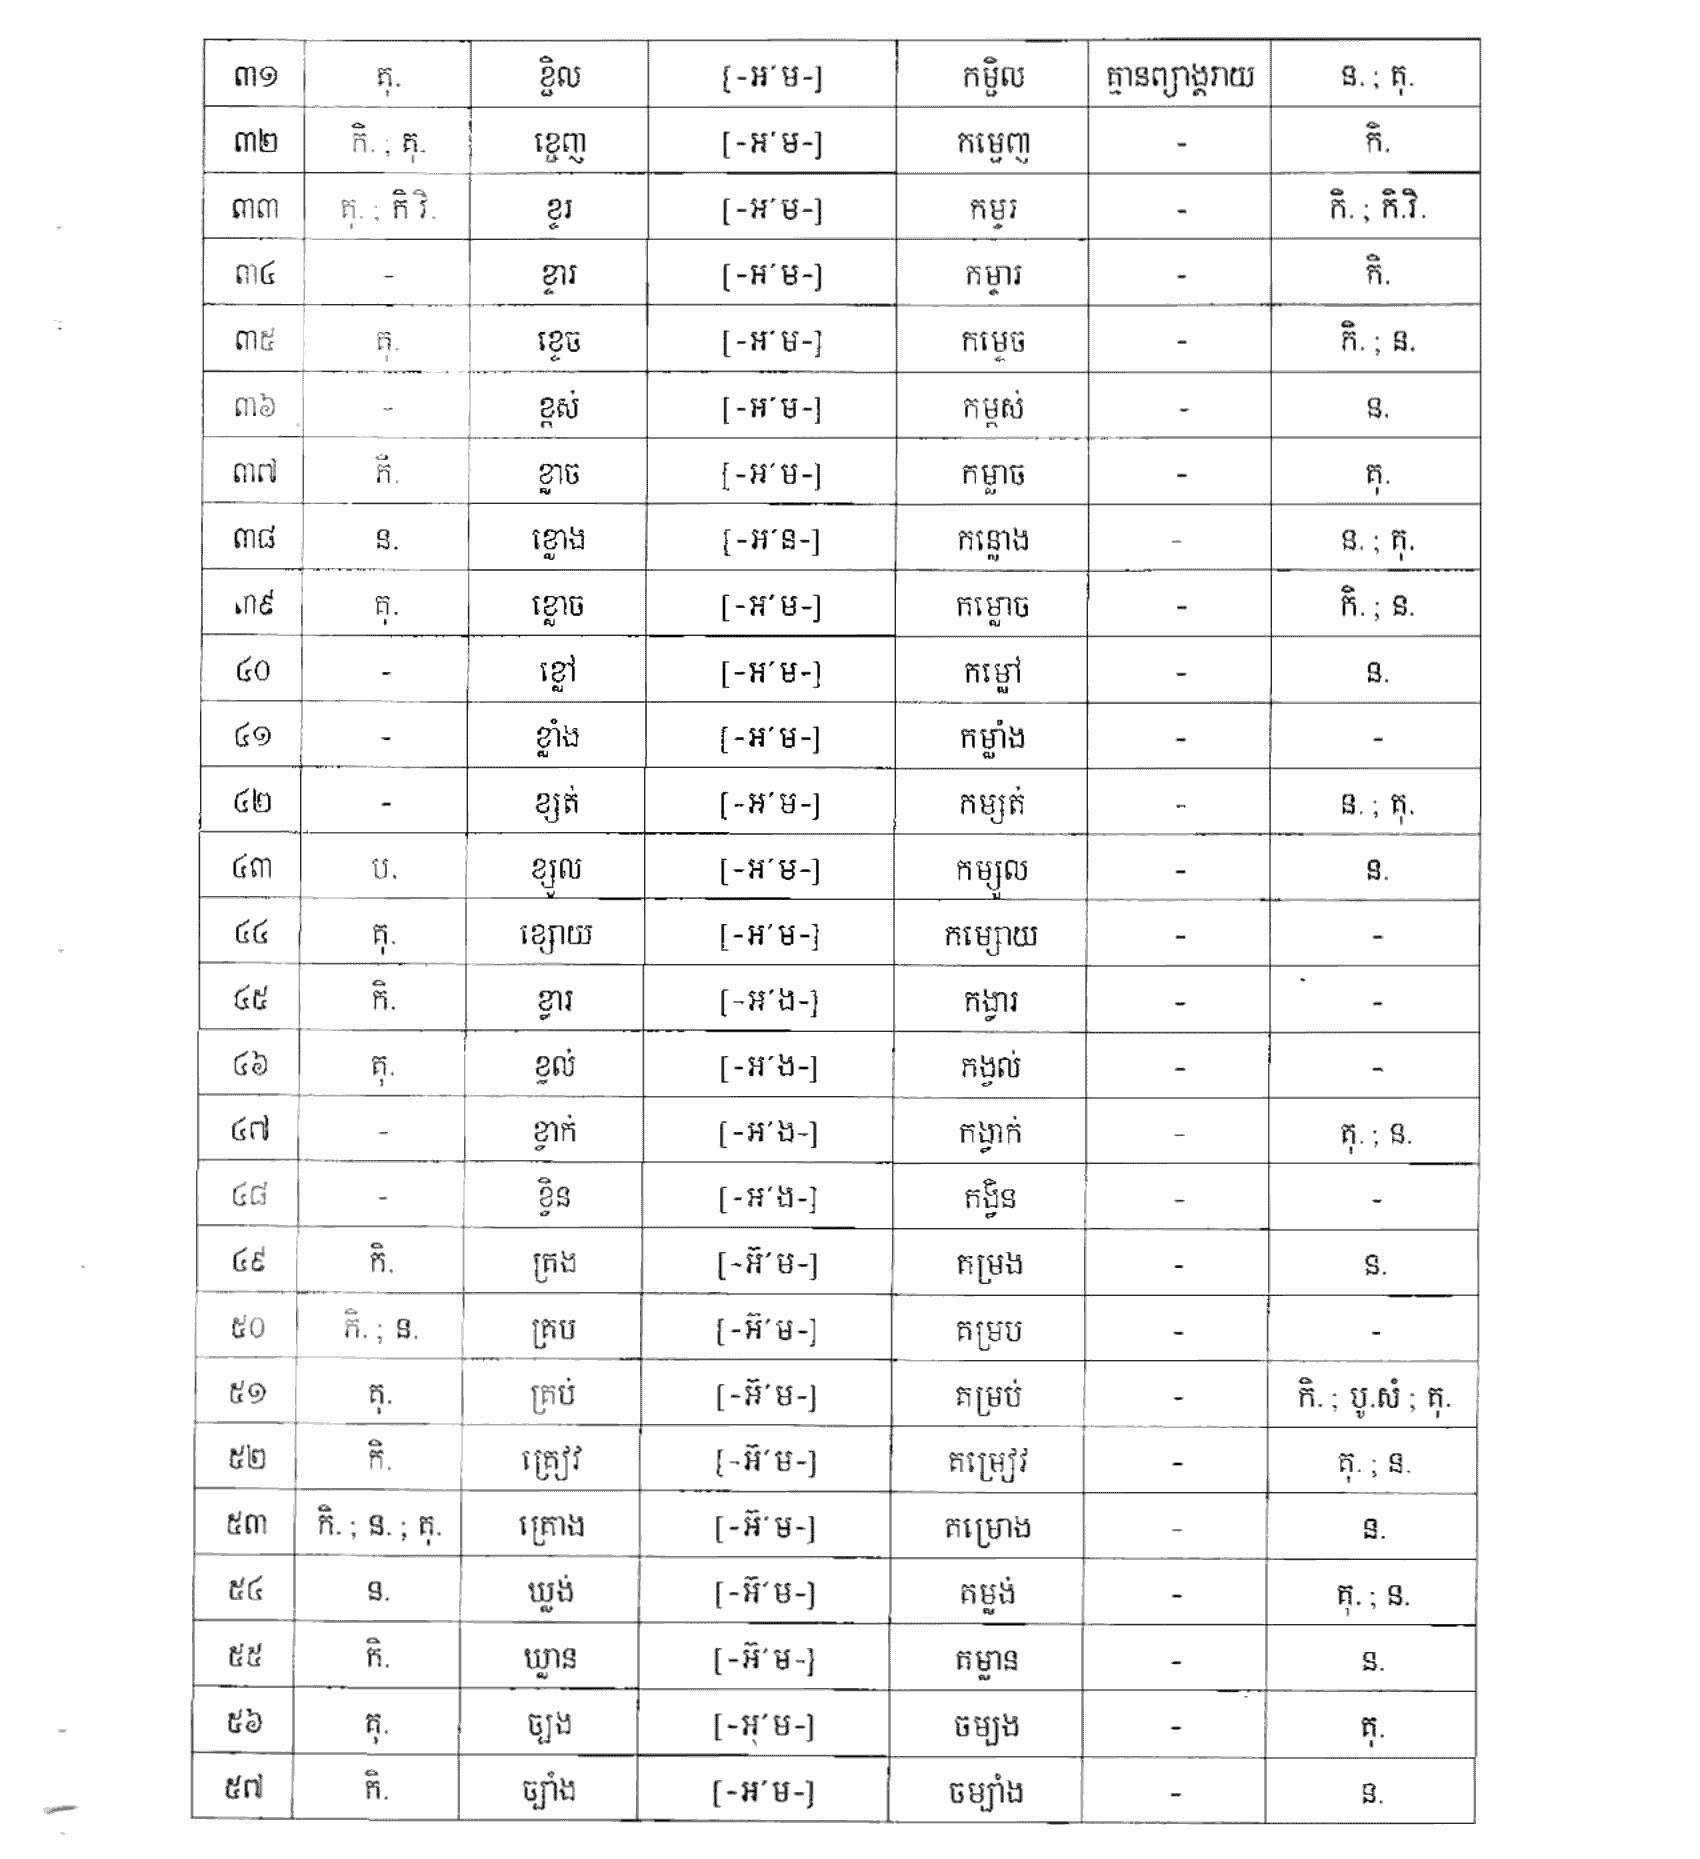 ៣១ គុ. ខ្ជិល [-អ៌ម-] កម្ជិល គ្មានព្យាង្គរាយ ន. ; គុ.
៣២ កិ. ; គុ. ខ្ជេញ [-អ៌ម-] កម្ជេញ - កិ.
៣៣ គុ. ; កិ វិ. ខ្ទរ [-អ៌ម-] កម្ទរ - កិ. ; កិ.វិ.
៣៤ - ខ្ទារ [-អ៌ម-] កម្ទារ - កិ.
៣៥ គុ. ខ្ទេច [-អ៌ម-] កម្ទេច - កិ. ; ន.
៣៦ - ខ្ពស់ [-អ៌ម-] កម្ពស់ - ន.
៣៧ កិ. ខ្លាច [-អ៌ម-] កម្លាច - គុ.
៣៨ ន. ខ្លោង [-អ៌ន-] កន្លោង - ន. ; គុ.
៣៩ គុ. ខ្លោច [-អ៌ម-] កម្លោច - កិ. ; ន.
៤០ - ខ្លៅ [-អ៌ម-] កម្លៅ - ន.
៤១ - ខ្លាំង [-អ៌ម-] កម្លាំង - -
៤២ - ខ្សត់ [-អ៌ម-] កម្សត់ - ន. ; គុ.
៤៣ ប. ខ្សួល [-អ៌ម-] កម្សួល - ន.
៤៤ គុ. ខ្សោយ [-អ៌ម-] កម្សោយ - -
៤៥ កិ. ខ្វារ [-អ៌ង-] កង្វារ - -
៤៦ គុ. ខ្វល់ [-អ៌ង-] កង្វល់ - -
៤៧ - ខ្វាក់ [-អ៌ង-] កង្វាក់ - គុ. ; ន.
៤៨ - ខ្វិន [-អ៌ង-] កង្វិន - -
៤៩ កិ. គ្រង [-អ៊៌ម-] គម្រង - ន.
៥០ កិ. ; ន. គ្រប [-អ៊៌ម-] គម្រប - -
៥១ គុ. គ្រប់ [-អ៊៌ម-] គម្រប់ - កិ. ; បូ.សំ ; គុ.
៥២ កិ. គ្រៀវ [-អ៊៌ម-] គម្រៀវ - គុ. ; ន.
៥៣ កិ. ; ន. ; គុ. គ្រោង [-អ៊៌ម-] គម្រោង - ន.
៥៤ ន. ឃ្លង់ [-អ៊៌ម-] គម្លង់ - គុ. ; ន.
៥៥ កិ. ឃ្លាន [-អ៊៌ម-] គម្លាន - ន.
៥៦ គុ. ច្បង [-អុ៌ម-] ចម្បង - គុ.
៥៧ កិ. ច្បាំង [-អ៌ម-] ចម្បាំង - ន.